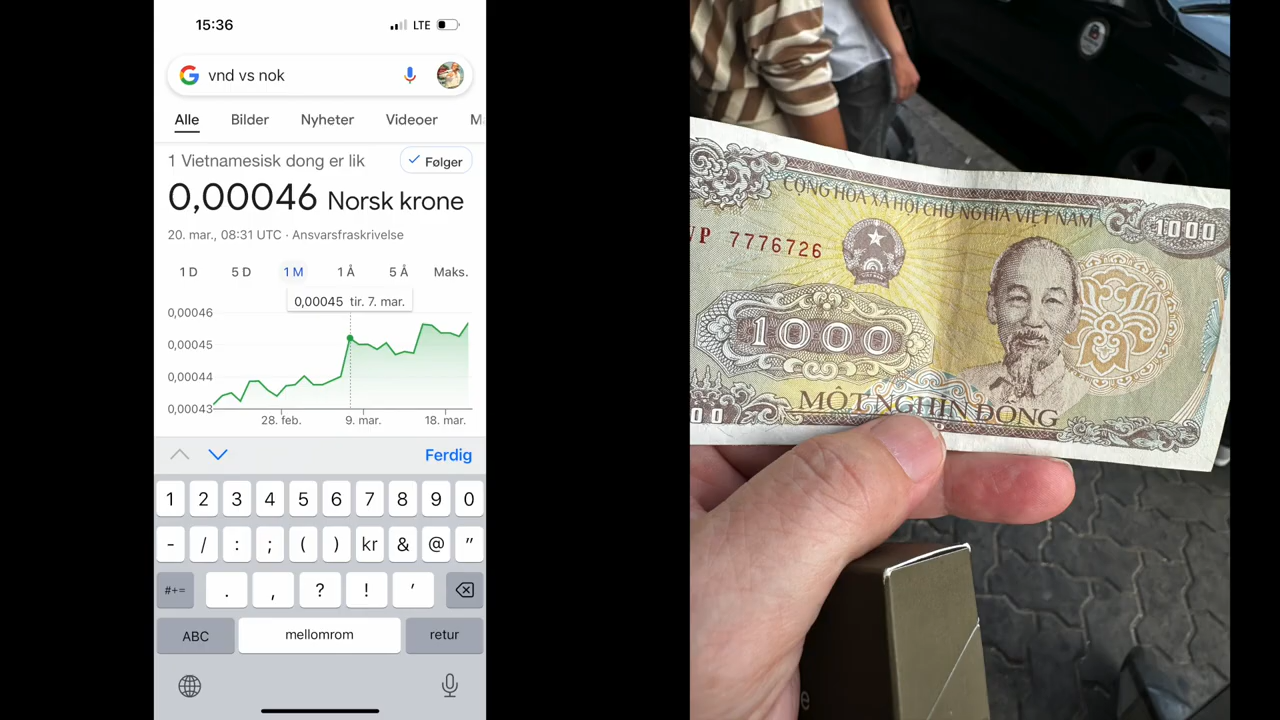 15:36
LTE
vnd vs nok
Alle Bilder Nyheter Videoer
1 Vietnamesisk dong er lik
Følger
0,00046 Norsk krone
20. mar., 08:31 UTC · Ansvarsfraskrivelse
1 D 5 D 1 M 1 Å 5 Å Maks.
0,00045 tir. 7. mar.
0,00046
0,00045
0,00044
0,00043
28. feb. 9. mar. 18. mar.
Ferdig
1 2 3 4 5 6 7 8 9 0
- / : ; ( ) kr & @ "
#+= . , ? ! '
ABC mellomrom retur
CỘNG HÒA XÃ HỘI CHỦ NGHĨA VIỆT NAM
1000
VP 7776726
1000
MỘT NGHÌN ĐỒNG